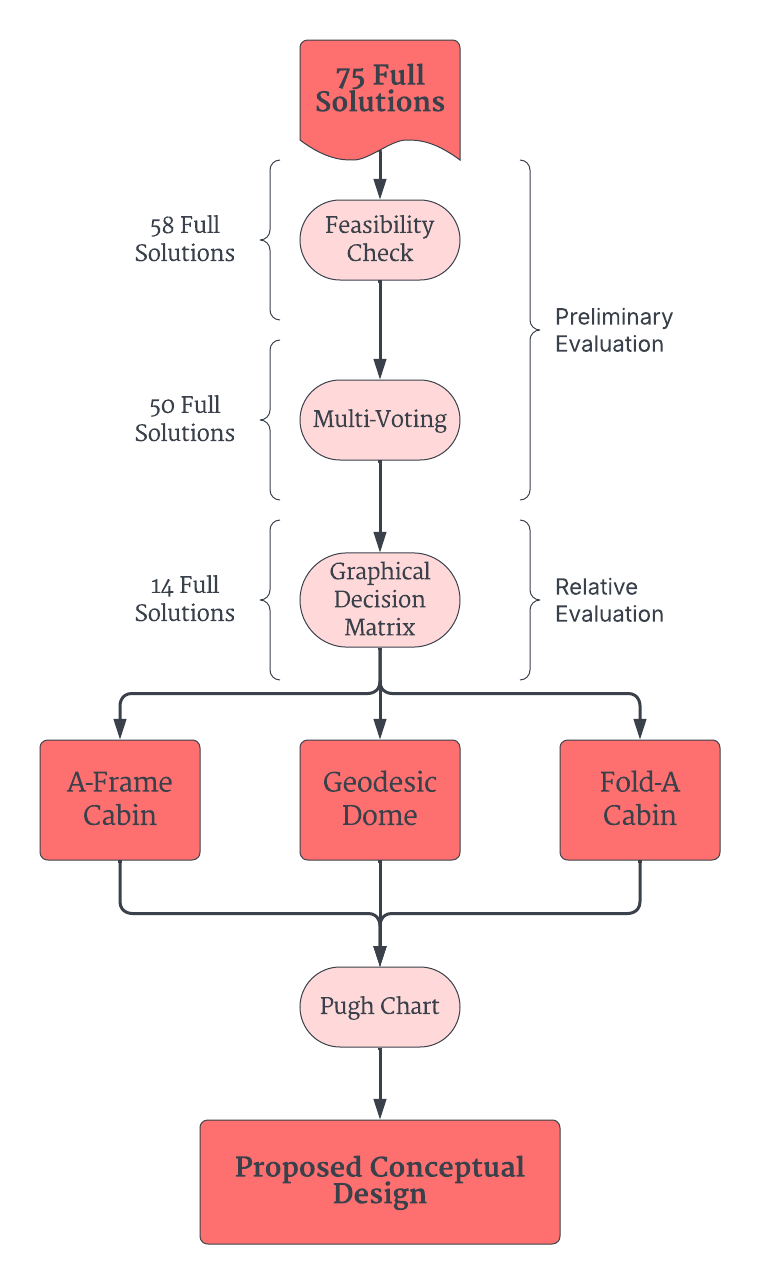 75 Full
Solutions
58 Full
Solutions
Feasibility
Check
Preliminary
Evaluation
50 Full
Solutions
Multi-Voting
14 Full
Solutions
Graphical
Decision
Matrix
Relative
Evaluation
A-Frame
Cabin
Geodesic
Dome
Fold-A
Cabin
Pugh Chart
Proposed Conceptual
Design